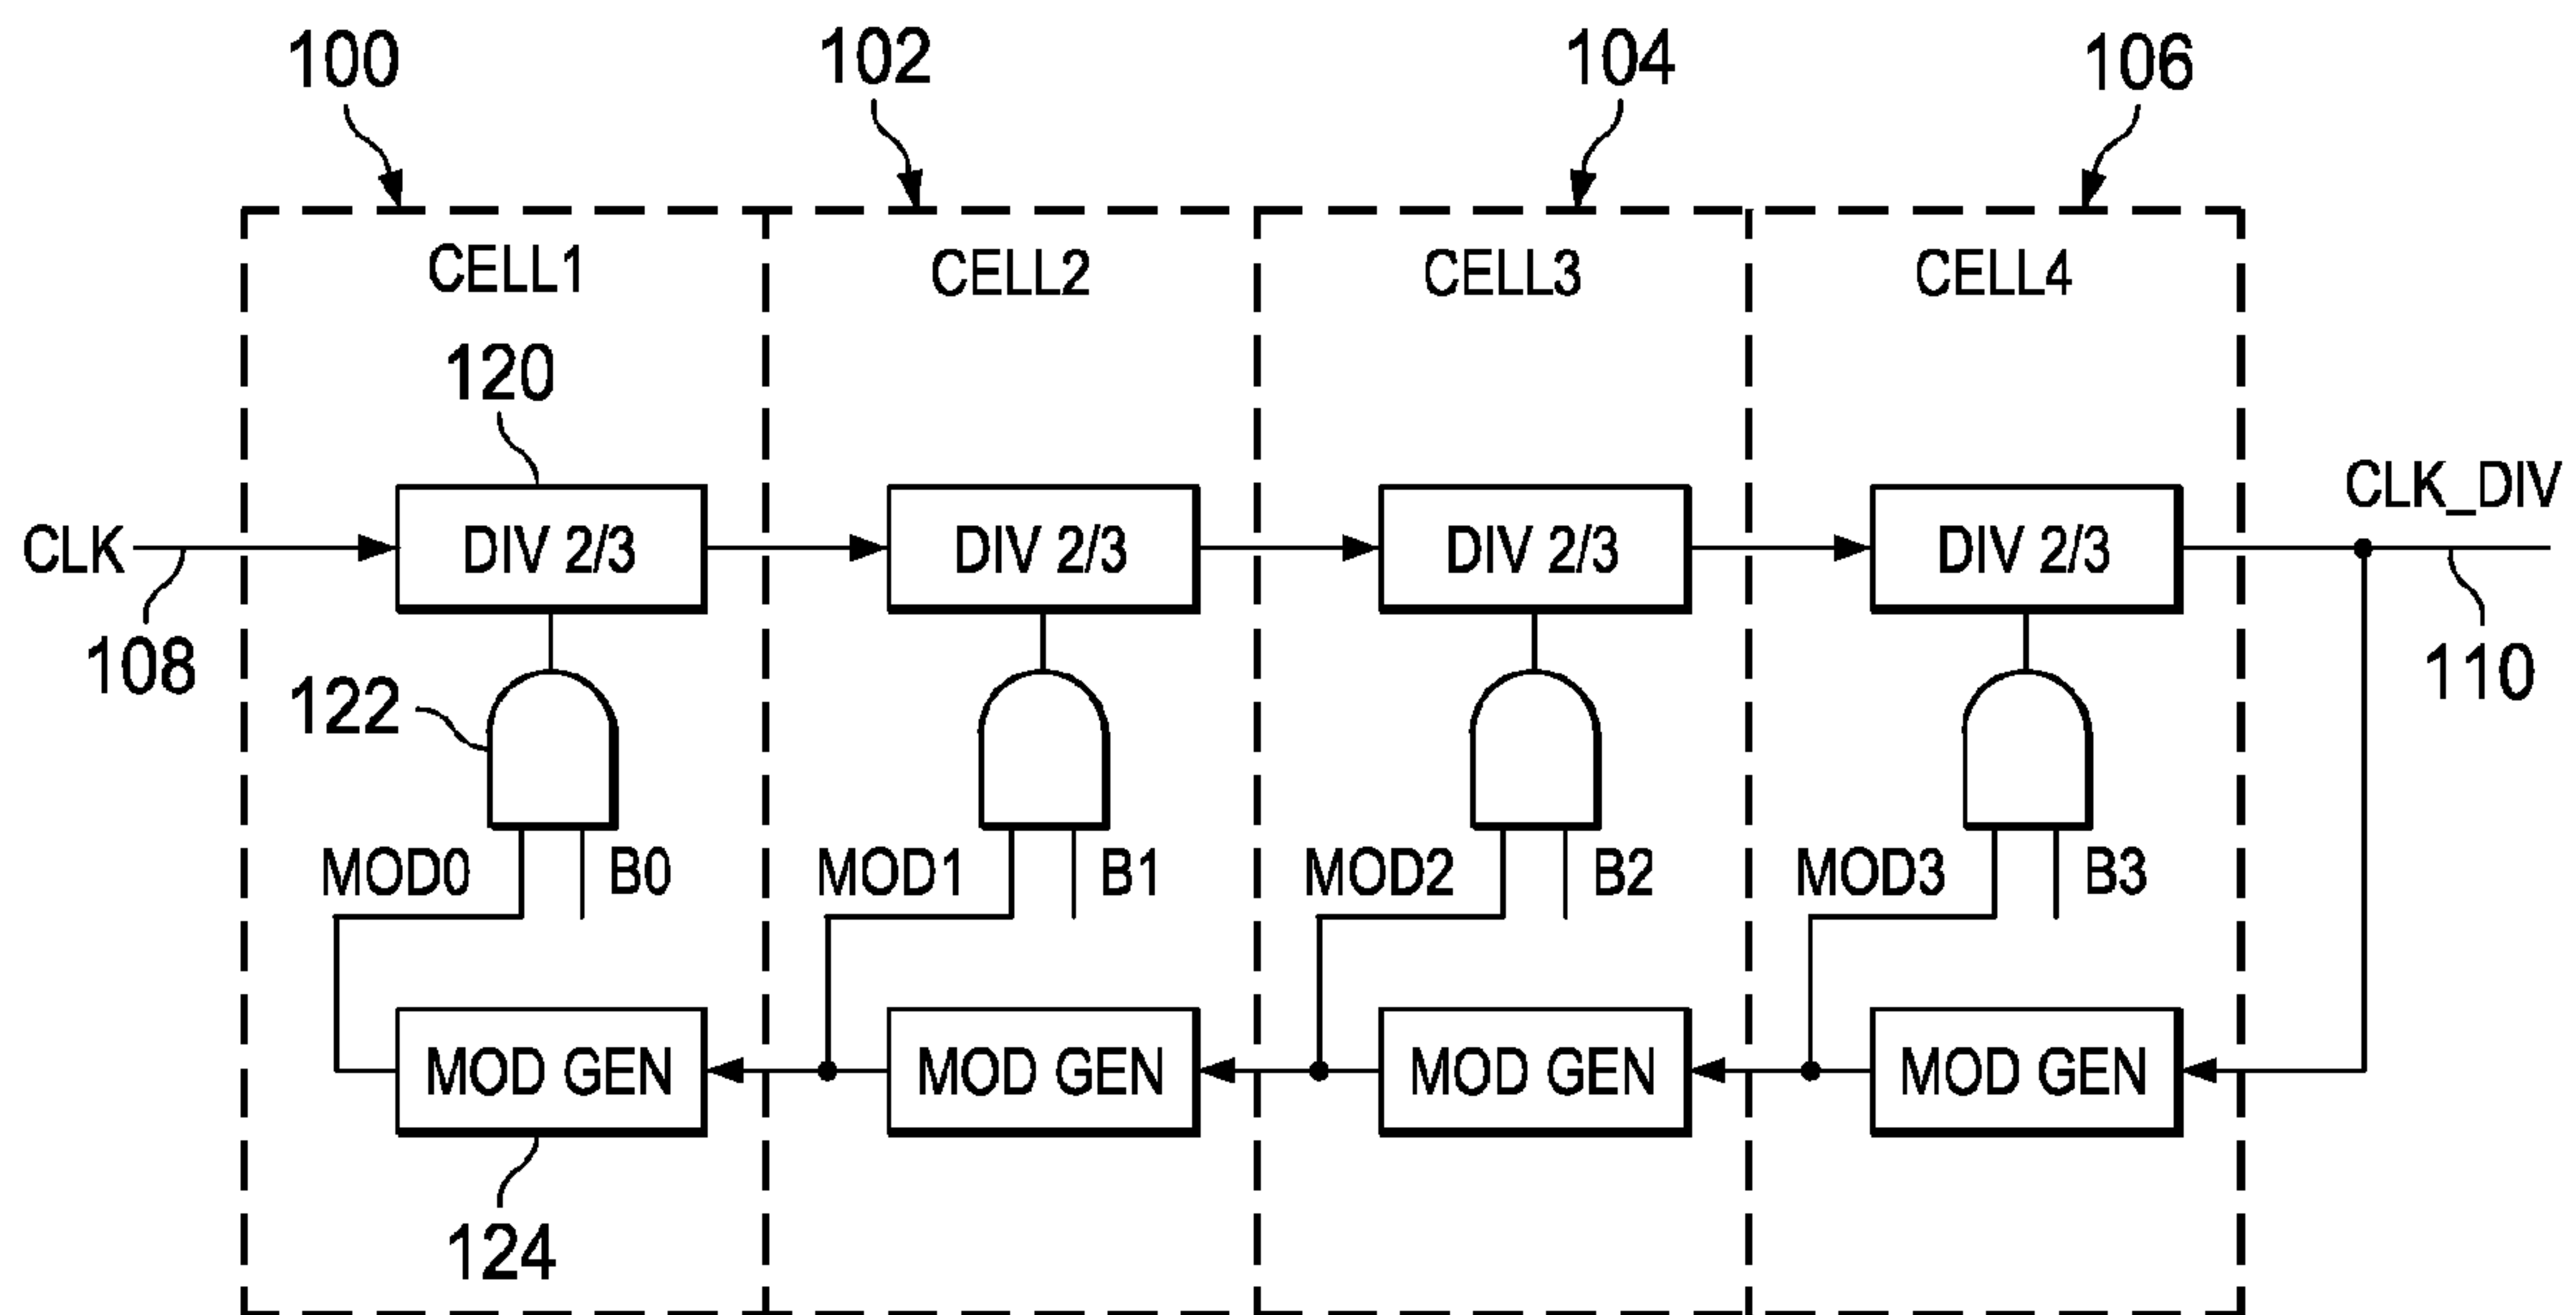 100 102 104 106
CELL1 CELL2 CELL3 CELL4
120
CLK DIV 2/3 DIV 2/3 DIV 2/3 DIV 2/3 CLK_DIV
108 110
122
MOD0 B0 MOD1 B1 MOD2 B2 MOD3 B3
MOD GEN MOD GEN MOD GEN MOD GEN
124